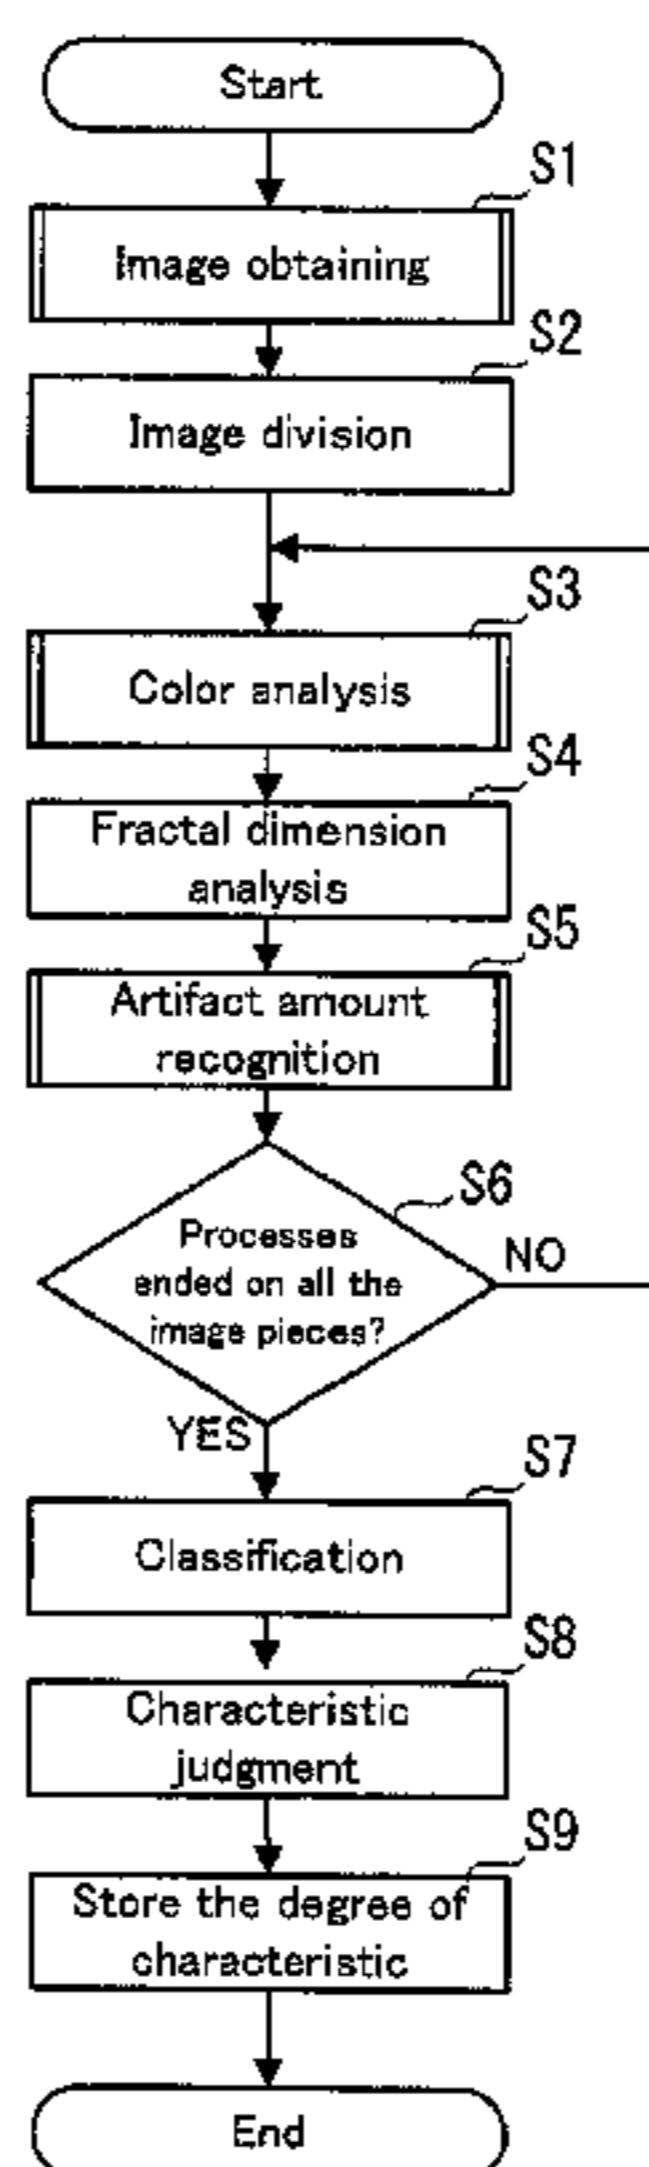 Start
S1
Image obtaining
S2
Image division
S3
Color analysis
S4
Fractal dimension
analysis
S5
Artifact amount
recognition
S6
Processes
ended on all the
image pieces?
NO
YES
S7
Classification
S8
Characteristic
judgment
S9
Store the degree of
characteristic
End